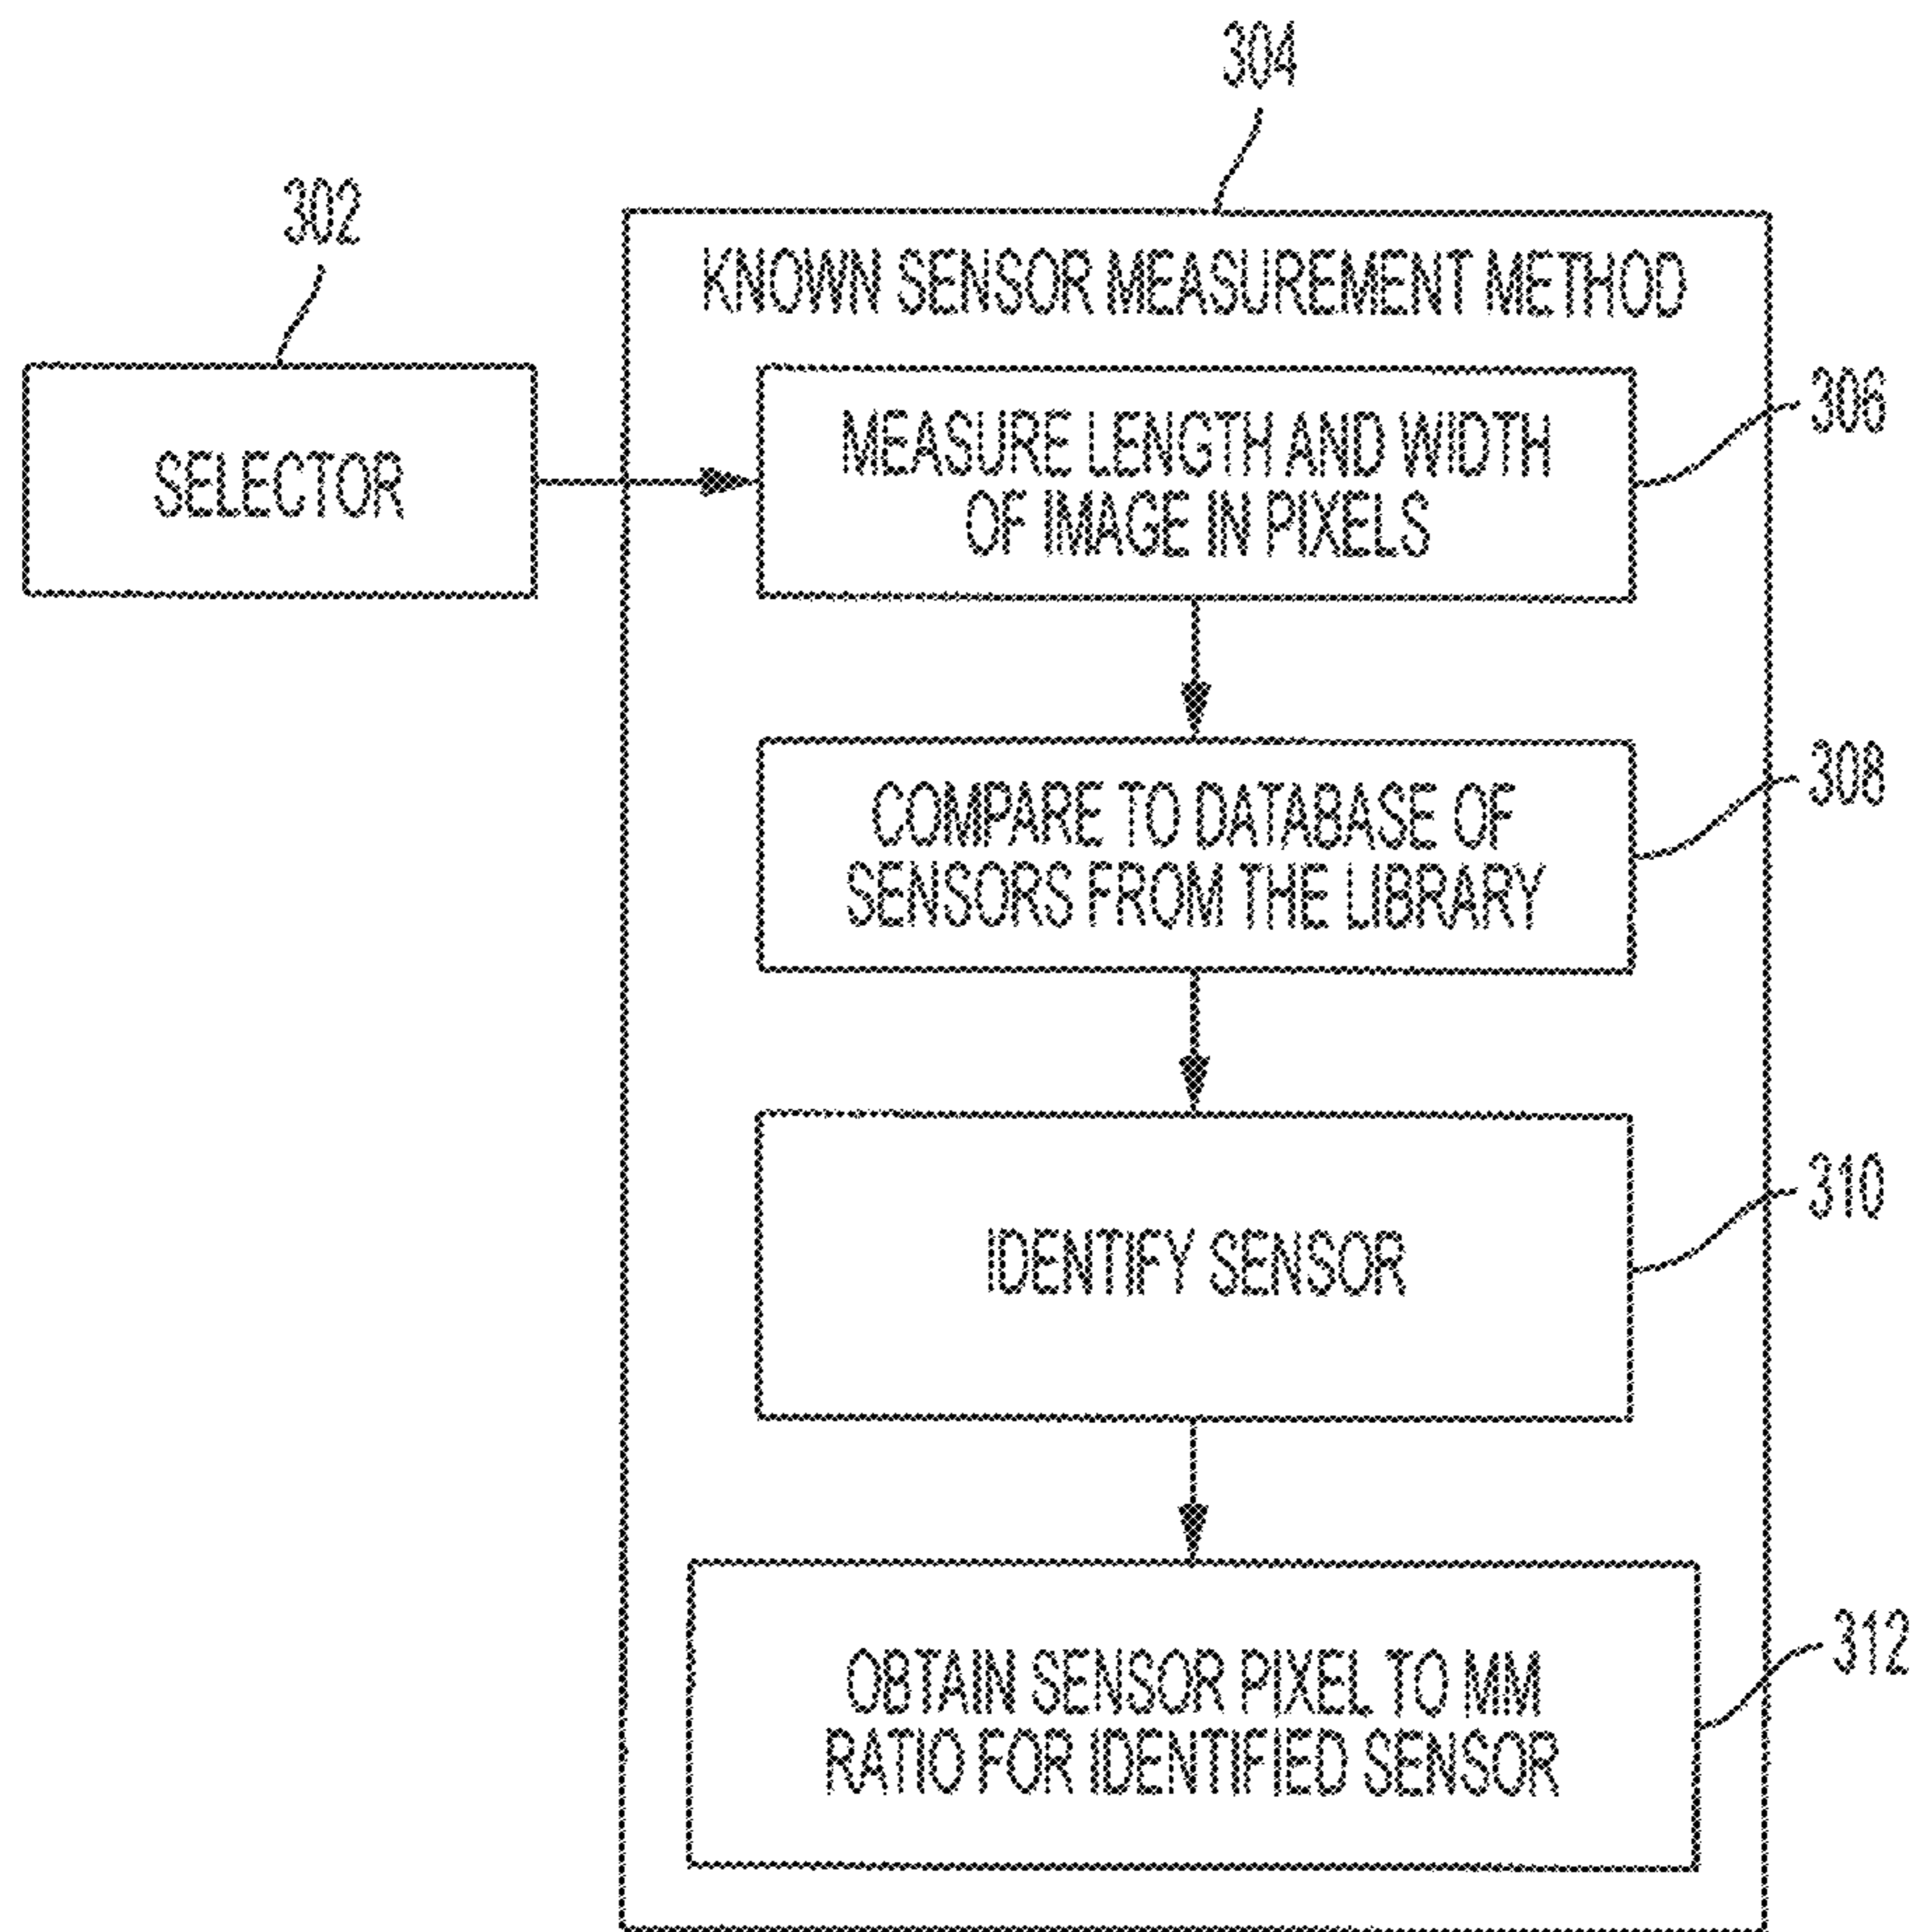 304
302
KNOWN SENSOR MEASUREMENT METHOD
306
SELECTOR
MEASURE LENGTH AND WIDTH
OF IMAGE IN PIXELS
308
COMPARE TO DATABASE OF
SENSORS FROM THE LIBRARY
310
IDENTIFY SENSOR
312
OBTAIN SENSOR PIXEL TO MM
RATIO FOR IDENTIFIED SENSOR